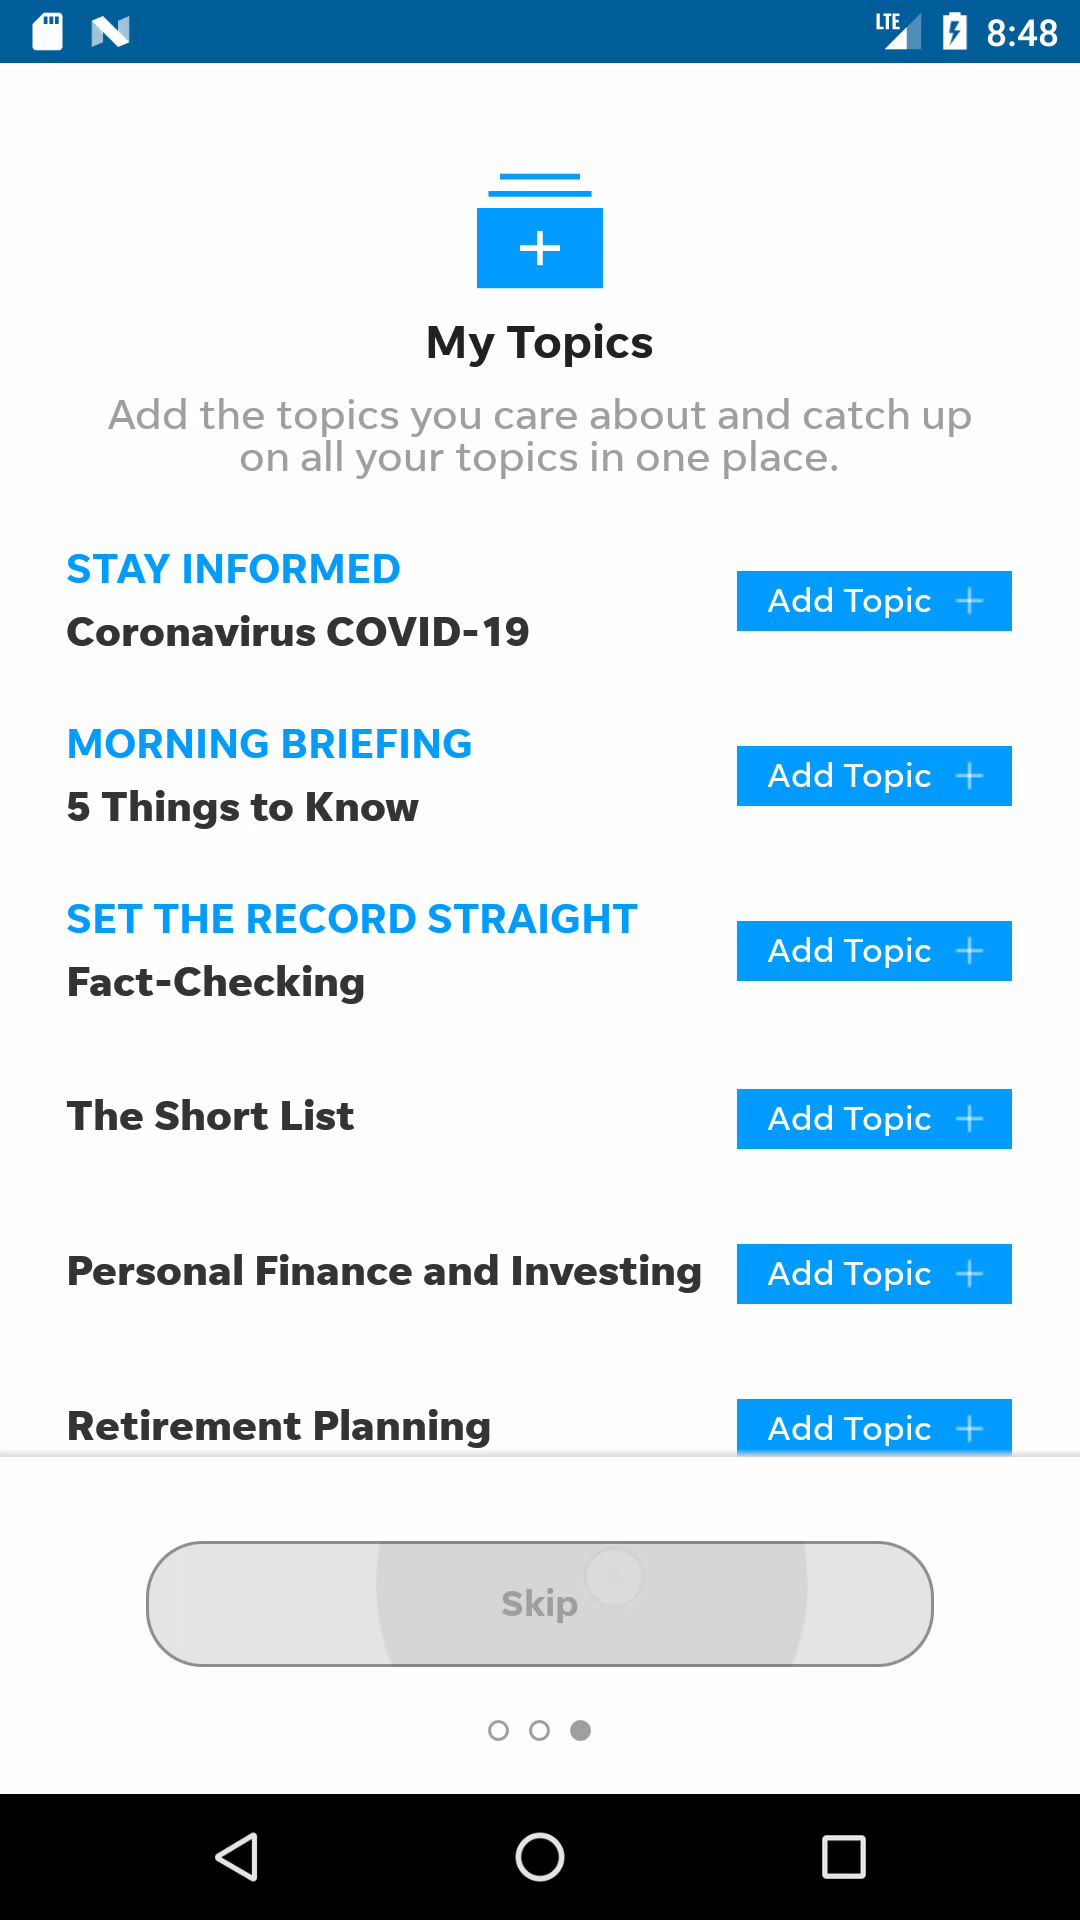 LTE 8:48
My Topics
Add the topics you care about and catch up
on all your topics in one place.
STAY INFORMED
Coronavirus COVID-19
Add Topic
MORNING BRIEFING
5 Things to Know
Add Topic
SET THE RECORD STRAIGHT
Fact-Checking
Add Topic
The Short List
Add Topic
Personal Finance and Investing
Add Topic
Retirement Planning
Add Topic
Skip